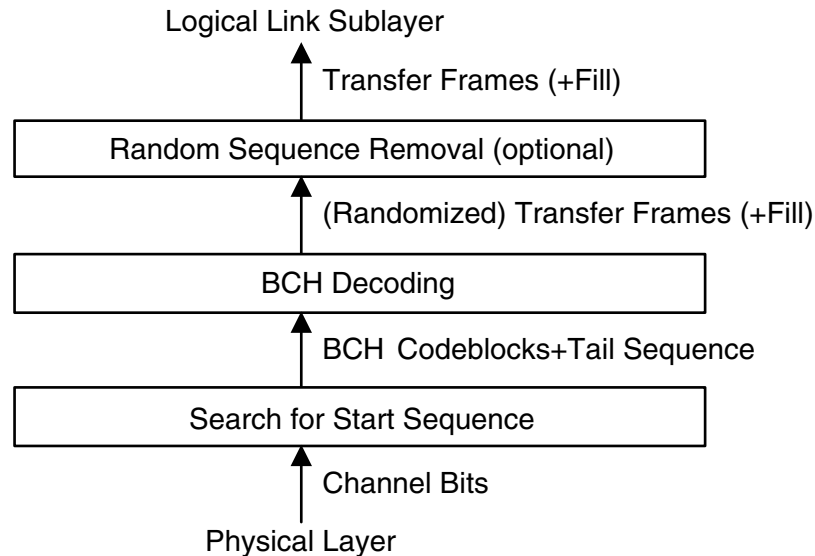 Logical Link Sublayer
Transfer Frames (+Fill)
Random Sequence Removal (optional)
(Randomized) Transfer Frames (+Fill)
BCH Decoding
BCH Codeblocks+Tail Sequence
Search for Start Sequence
Channel Bits
Physical Layer